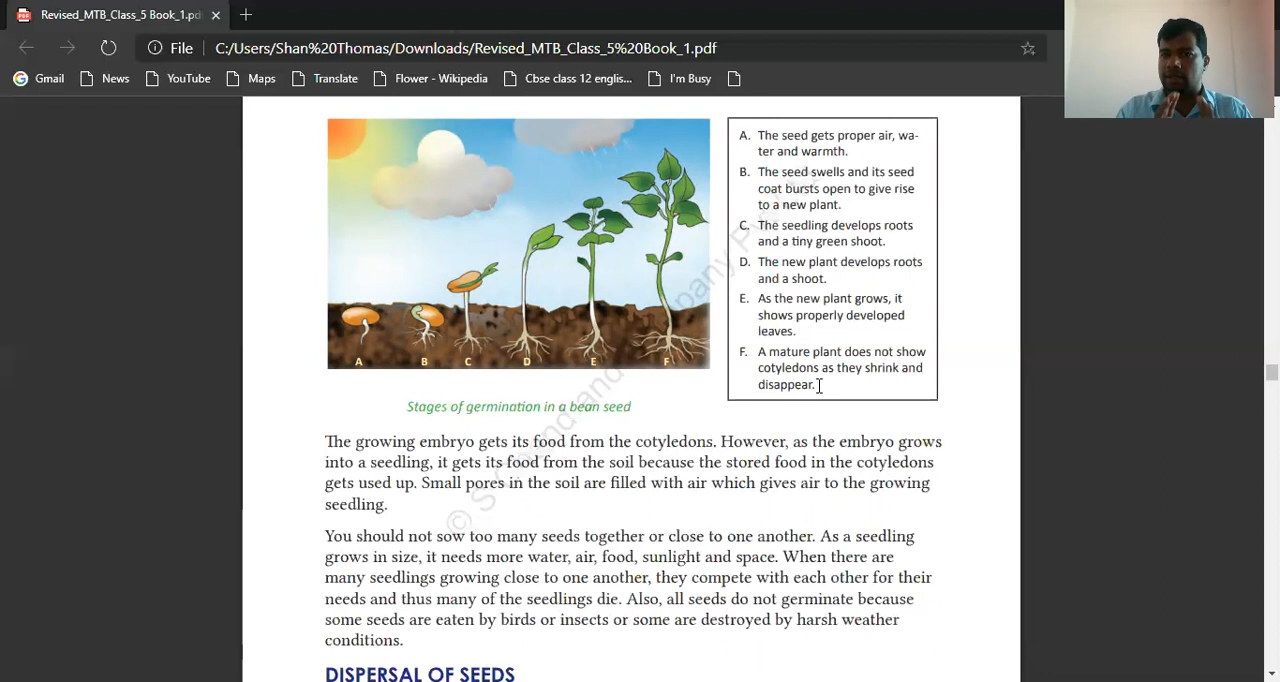 Revised_MTB_Class_5 Book_1.pd
File
C:/Users/Shan%20Thomas/Downloads/Revised_MTB_Class_5%20Book_1.pdf
Gmail
News
YouTube
Maps
Translate
Flower - Wikipedia
Cbse class 12 englis...
I'm Busy
A B C D E F
Stages of germination in a bean seed
A. The seed gets proper air, wa-
ter and warmth.
B. The seed swells and its seed
coat bursts open to give rise
to a new plant.
C. The seedling develops roots
and a tiny green shoot.
D. The new plant develops roots
and a shoot.
E. As the new plant grows, it
shows properly developed
leaves.
F. A mature plant does not show
cotyledons as they shrink and
disappear.
The growing embryo gets its food from the cotyledons. However, as the embryo grows
into a seedling, it gets its food from the soil because the stored food in the cotyledons
gets used up. Small pores in the soil are filled with air which gives air to the growing
seedling.
You should not sow too many seeds together or close to one another. As a seedling
grows in size, it needs more water, air, food, sunlight and space. When there are
many seedlings growing close to one another, they compete with each other for their
needs and thus many of the seedlings die. Also, all seeds do not germinate because
some seeds are eaten by birds or insects or some are destroyed by harsh weather
conditions.
DISPERSAL OF SEEDS